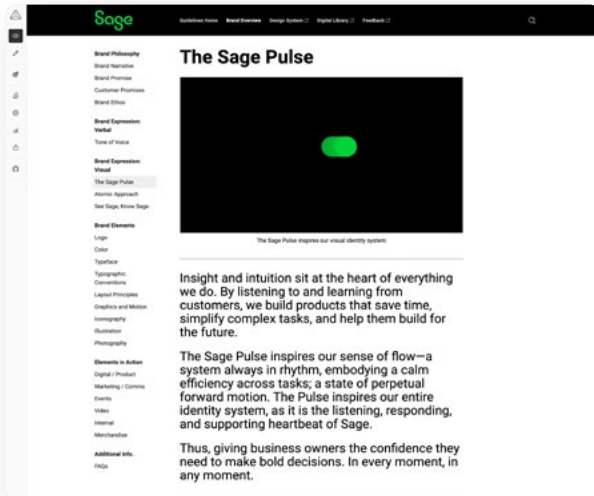 Sage
Guidelines Home Brand Overview Design System Digital Library Feedback
Brand Philosophy
Brand Narrative
Brand Promise
Customer Promises
Brand Ethos
Brand Expression:
Verbal
Tone of Voice
Brand Expression:
Visual
The Sage Pulse
Atomic Approach
See Sage, Know Sage
Brand Elements
Logo
Color
Typeface
Typographic
Conventions
Layout Principles
Graphics and Motion
Iconography
Illustration
Photography
Elements in Action
Digital / Product
Marketing / Comms
Events
Video
Internal
Merchandise
Additional Info.
FAQs
The Sage Pulse
The Sage Pulse inspires our visual identity system
Insight and intuition sit at the heart of everything
we do. By listening to and learning from
customers, we build products that save time,
simplify complex tasks, and help them build for
the future.
The Sage Pulse inspires our sense of flow—a
system always in rhythm, embodying a calm
efficiency across tasks; a state of perpetual
forward motion. The Pulse inspires our entire
identity system, as it is the listening, responding,
and supporting heartbeat of Sage.
Thus, giving business owners the confidence they
need to make bold decisions. In every moment, in
any moment.